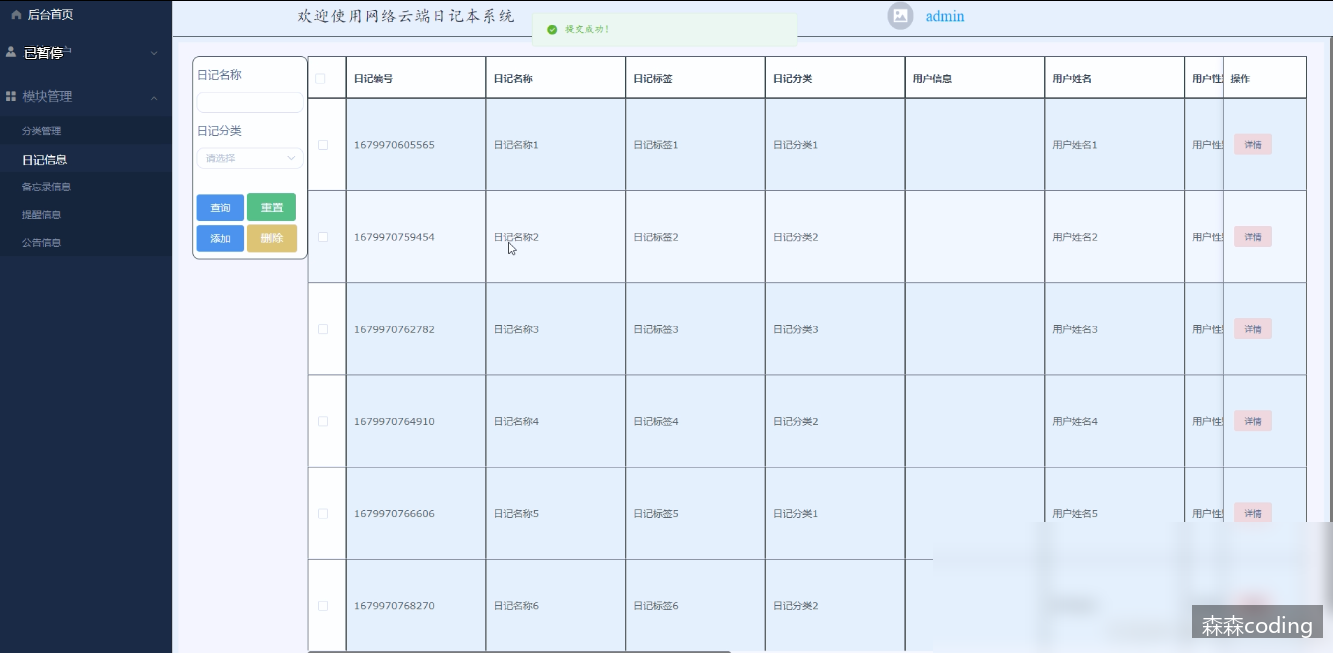 后台首页
欢迎使用网络云端日记本系统
提交成功!
admin
已暂停
模块管理
分类管理
日记信息
备忘录信息
提醒信息
公告信息
日记名称
日记分类
请选择
查询 重置
添加 删除
日记编号 日记名称 日记标签 日记分类 用户信息 用户姓名 用户性 操作
1679970605565 日记名称1 日记标签1 日记分类1 用户姓名1 用户性 详情
1679970759454 日记名称2 日记标签2 日记分类2 用户姓名2 用户性 详情
1679970762782 日记名称3 日记标签3 日记分类3 用户姓名3 用户性 详情
1679970764910 日记名称4 日记标签4 日记分类2 用户姓名4 用户性 详情
1679970766606 日记名称5 日记标签5 日记分类1 用户姓名5 用户性 详情
1679970768270 日记名称6 日记标签6 日记分类2
森森coding